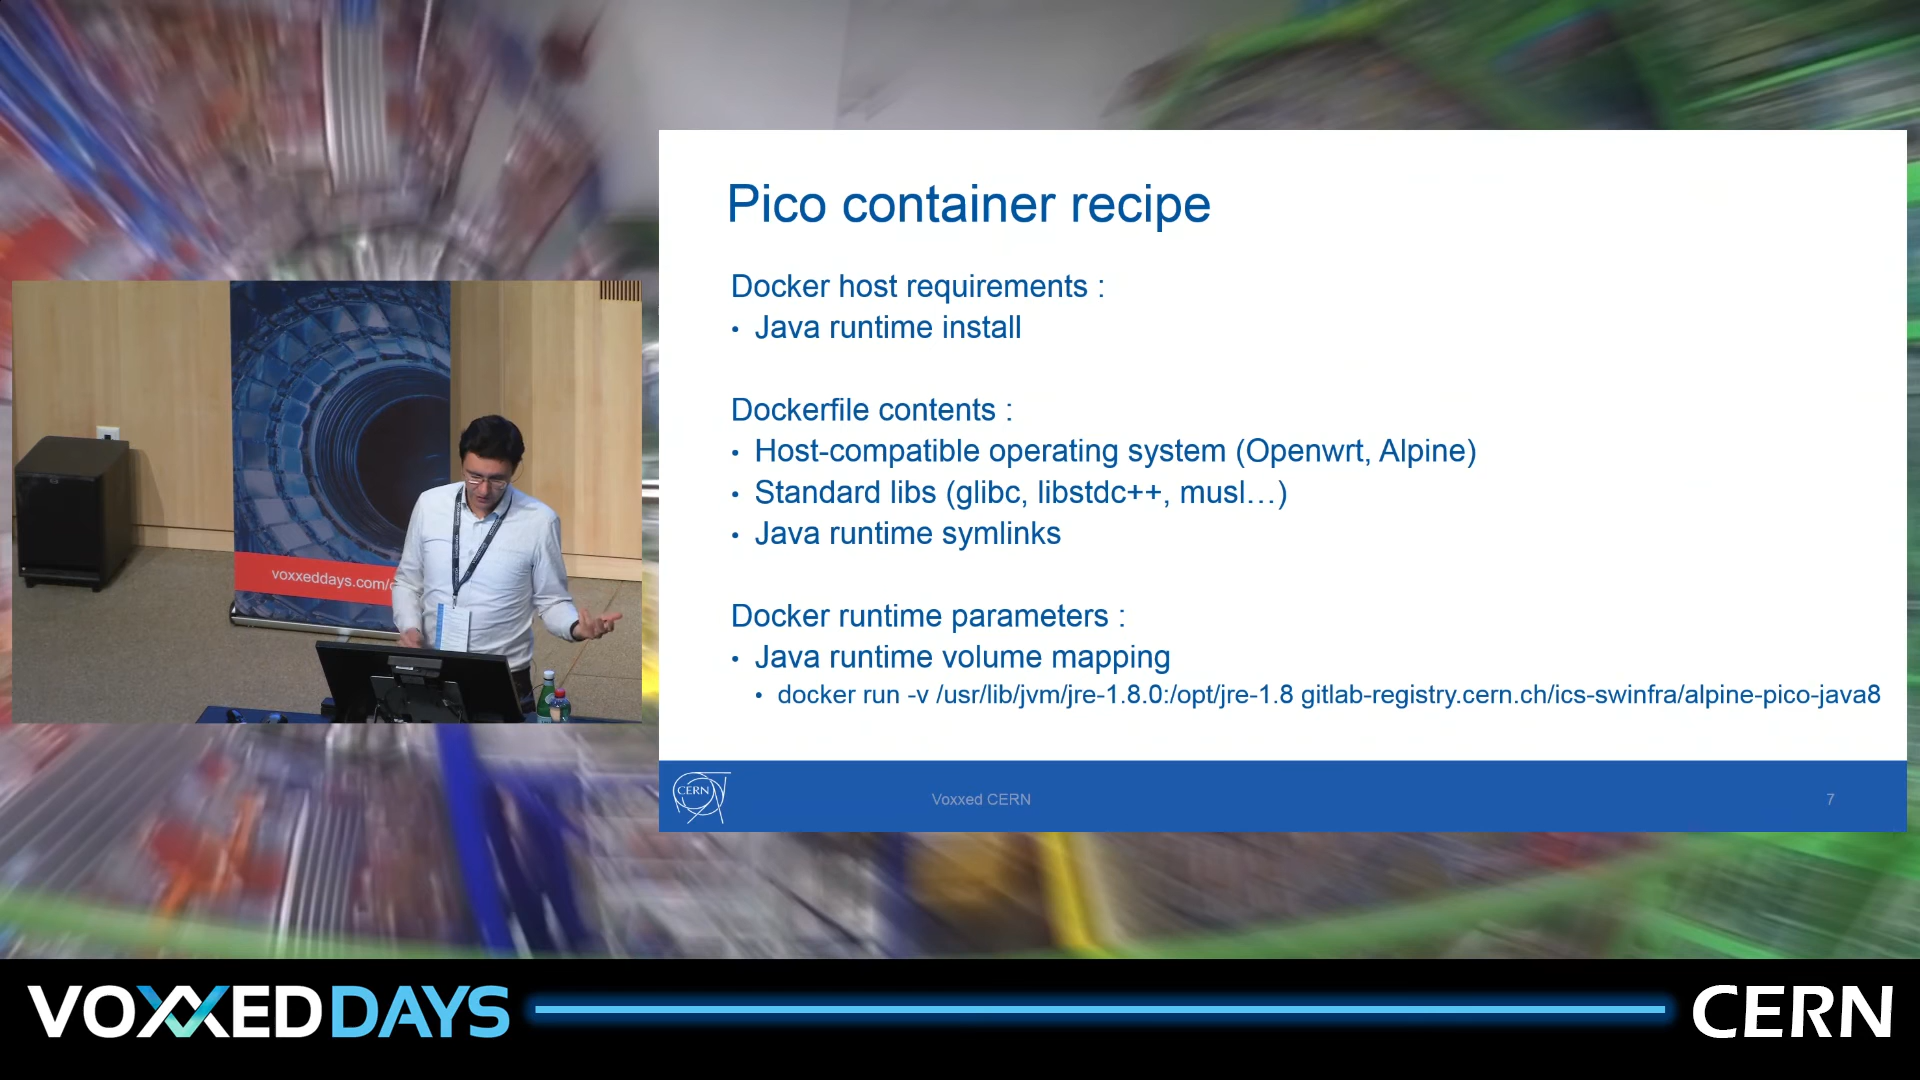 Pico container recipe
Docker host requirements :
• Java runtime install
Dockerfile contents :
• Host-compatible operating system (Openwrt, Alpine)
• Standard libs (glibc, libstdc++, musl…)
• Java runtime symlinks
Docker runtime parameters :
• Java runtime volume mapping
• docker run -v /usr/lib/jvm/jre-1.8.0:/opt/jre-1.8 gitlab-registry.cern.ch/ics-swinfra/alpine-pico-java8
CERN
Voxxed CERN
7
voxxeddays.com/
VOXXEDDAYS
CERN